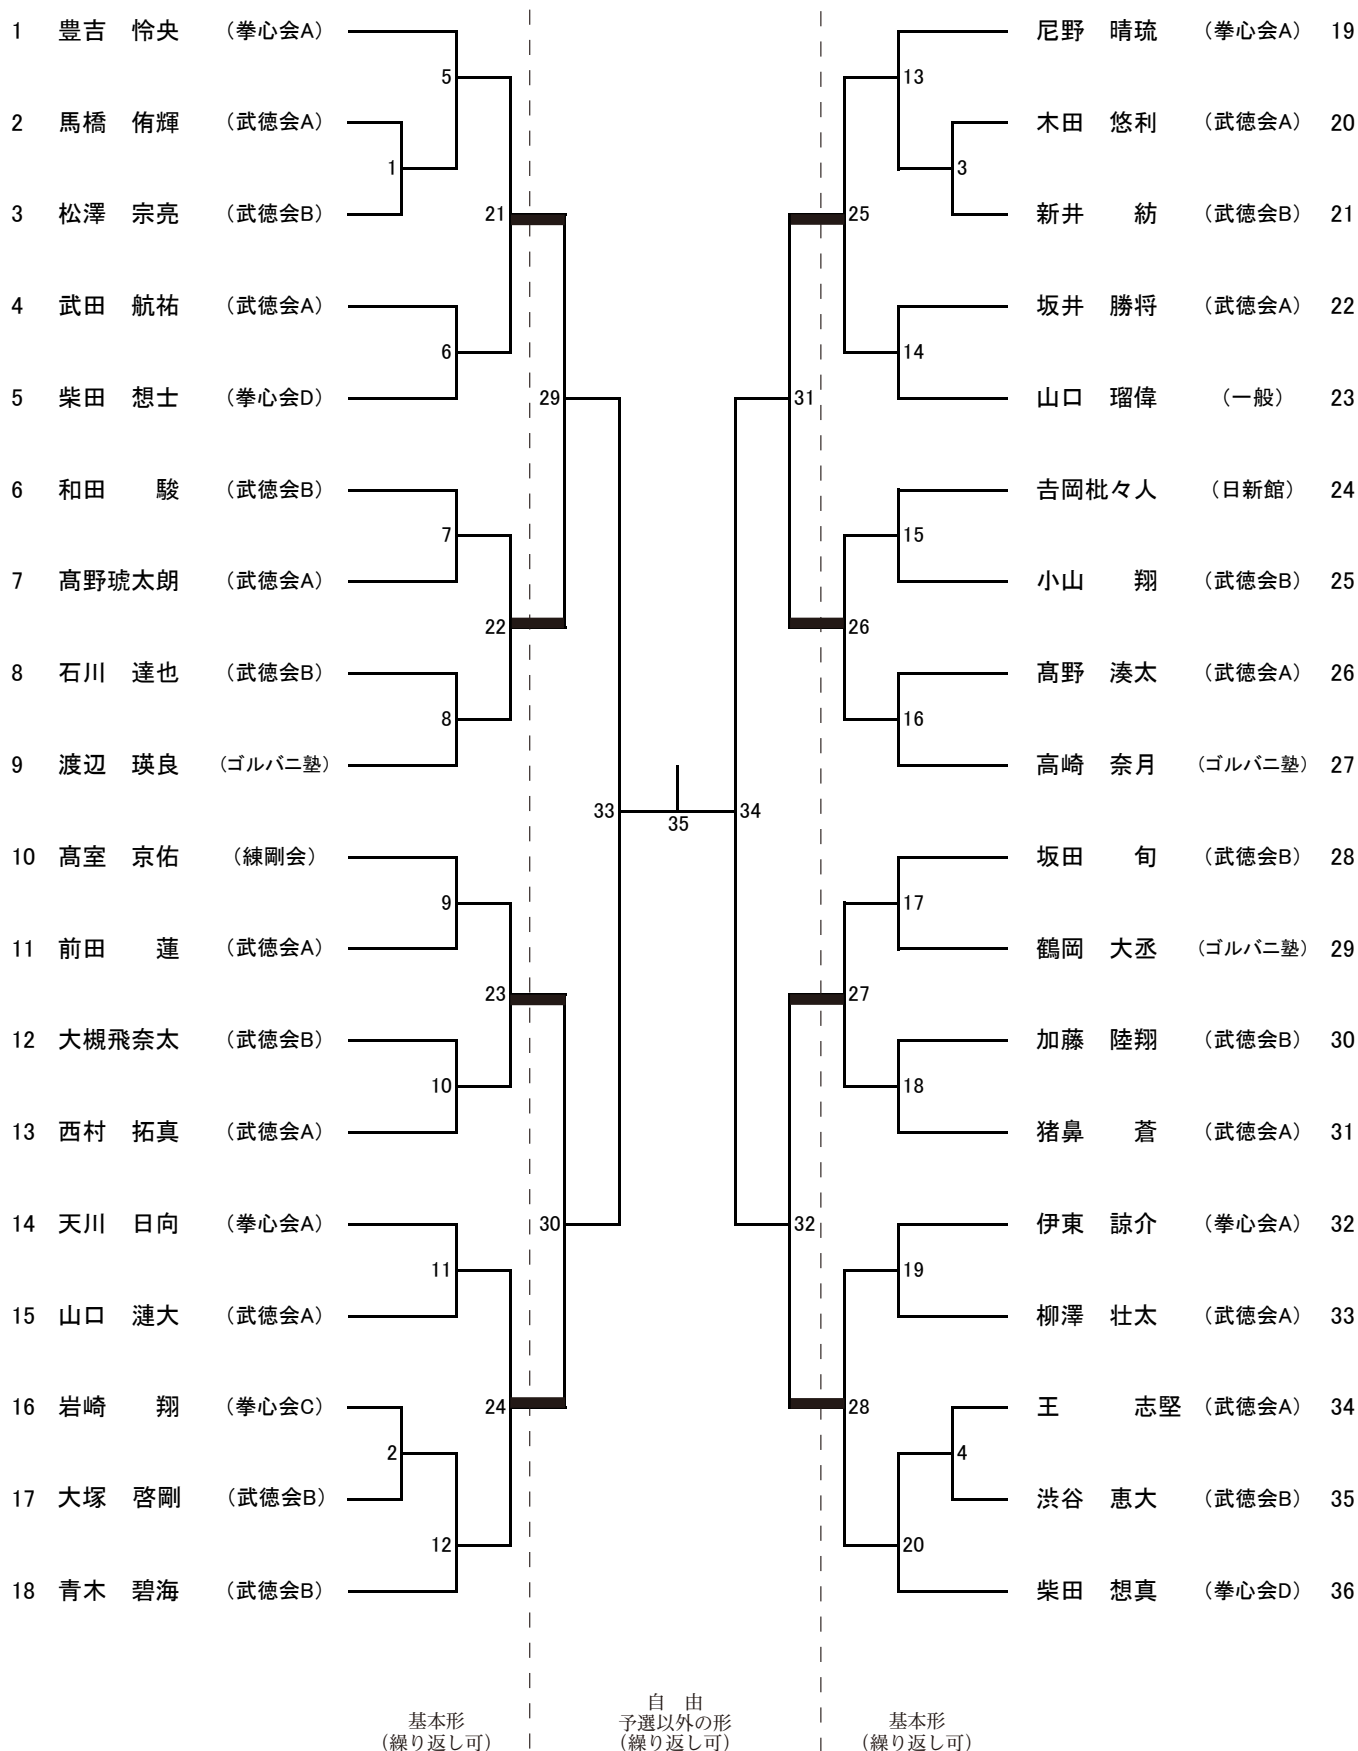 1 豊吉 怜央 (拳心会A)
2 馬橋 侑輝 (武徳会A)
3 松澤 宗亮 (武徳会B)
4 武田 航祐 (武徳会A)
5 柴田 想士 (拳心会D)
6 和田 駿 (武徳会B)
7 髙野琥太朗 (武徳会A)
8 石川 達也 (武徳会B)
9 渡辺 瑛良 (ゴルバニ塾)
10 髙室 京佑 (練剛会)
11 前田 蓮 (武徳会A)
12 大槻飛奈太 (武徳会B)
13 西村 拓真 (武徳会A)
14 天川 日向 (拳心会A)
15 山口 漣大 (武徳会A)
16 岩崎 翔 (拳心会C)
17 大塚 啓剛 (武徳会B)
18 青木 碧海 (武徳会B)
5
1
21
6
29
7
22
8
9
23
10
30
11
24
2
12
33
35
34
13
3
25
14
31
15
26
16
17
27
18
32
19
28
4
20
尼野 晴琉 (拳心会A) 19
木田 悠利 (武徳会A) 20
新井 紡 (武徳会B) 21
坂井 勝将 (武徳会A) 22
山口 瑠偉 (一般) 23
𠮷岡枇々人 (日新館) 24
小山 翔 (武徳会B) 25
髙野 湊太 (武徳会A) 26
高崎 奈月 (ゴルバニ塾) 27
坂田 旬 (武徳会B) 28
鶴岡 大丞 (ゴルバニ塾) 29
加藤 陸翔 (武徳会B) 30
猪鼻 蒼 (武徳会A) 31
伊東 諒介 (拳心会A) 32
柳澤 壮太 (武徳会A) 33
王 志堅 (武徳会A) 34
渋谷 恵大 (武徳会B) 35
柴田 想真 (拳心会D) 36
基本形
(繰り返し可)
自 由
予選以外の形
(繰り返し可)
基本形
(繰り返し可)